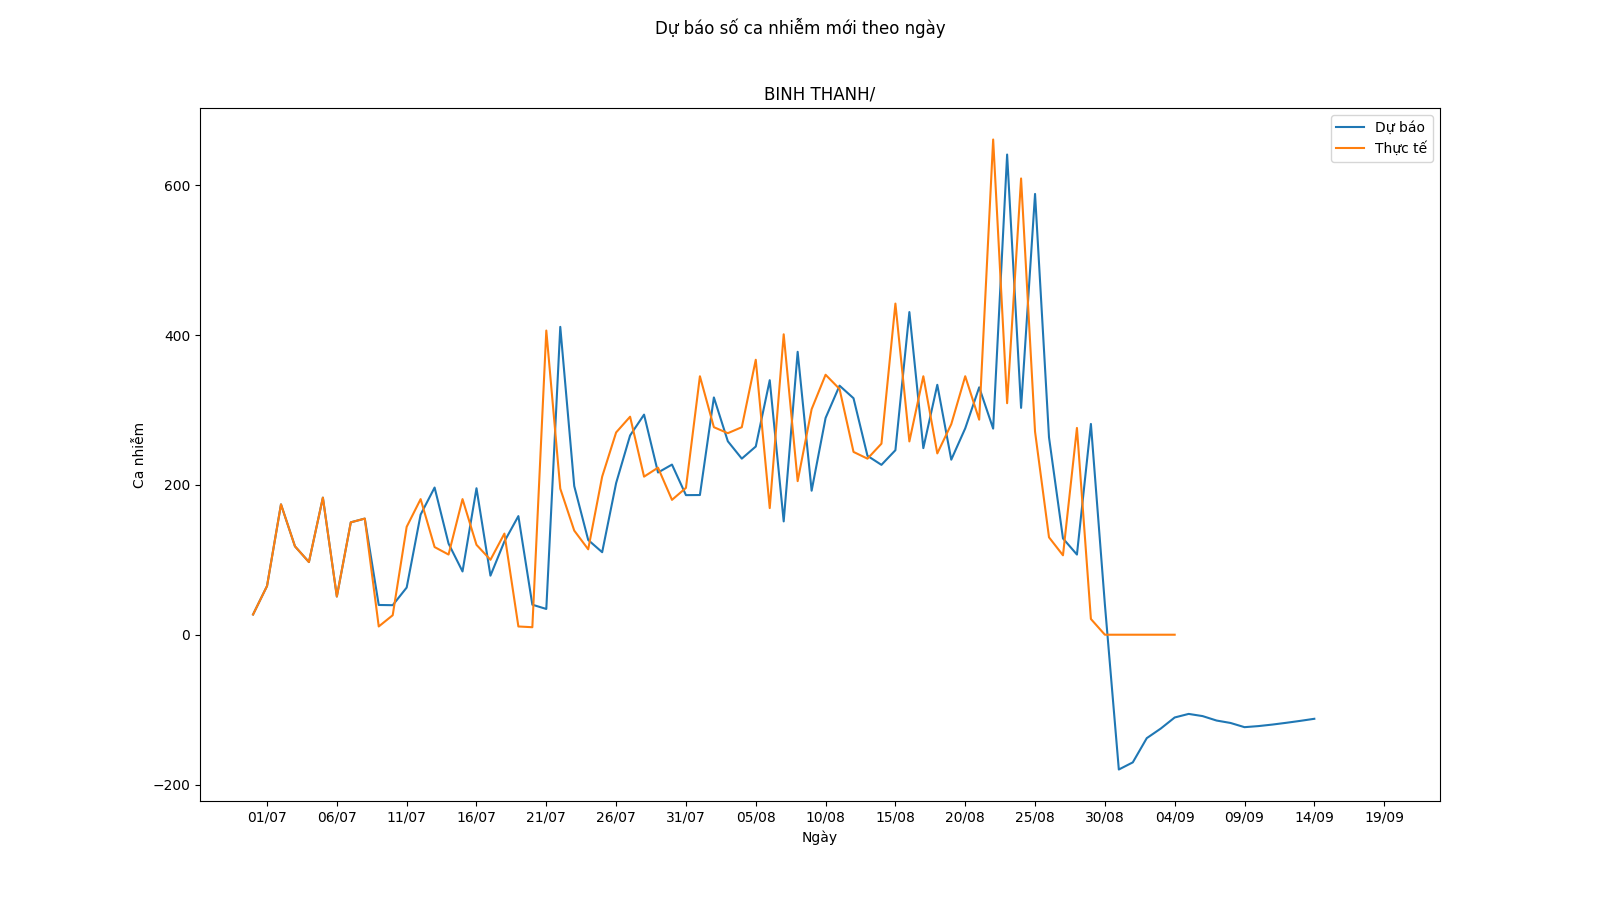 Dự báo số ca nhiễm mới theo ngày
BINH THANH/
Dự báo
Thực tế
600
400
200
0
−200
Ca nhiễm
01/07 06/07 11/07 16/07 21/07 26/07 31/07 05/08 10/08 15/08 20/08 25/08 30/08 04/09 09/09 14/09 19/09
Ngày